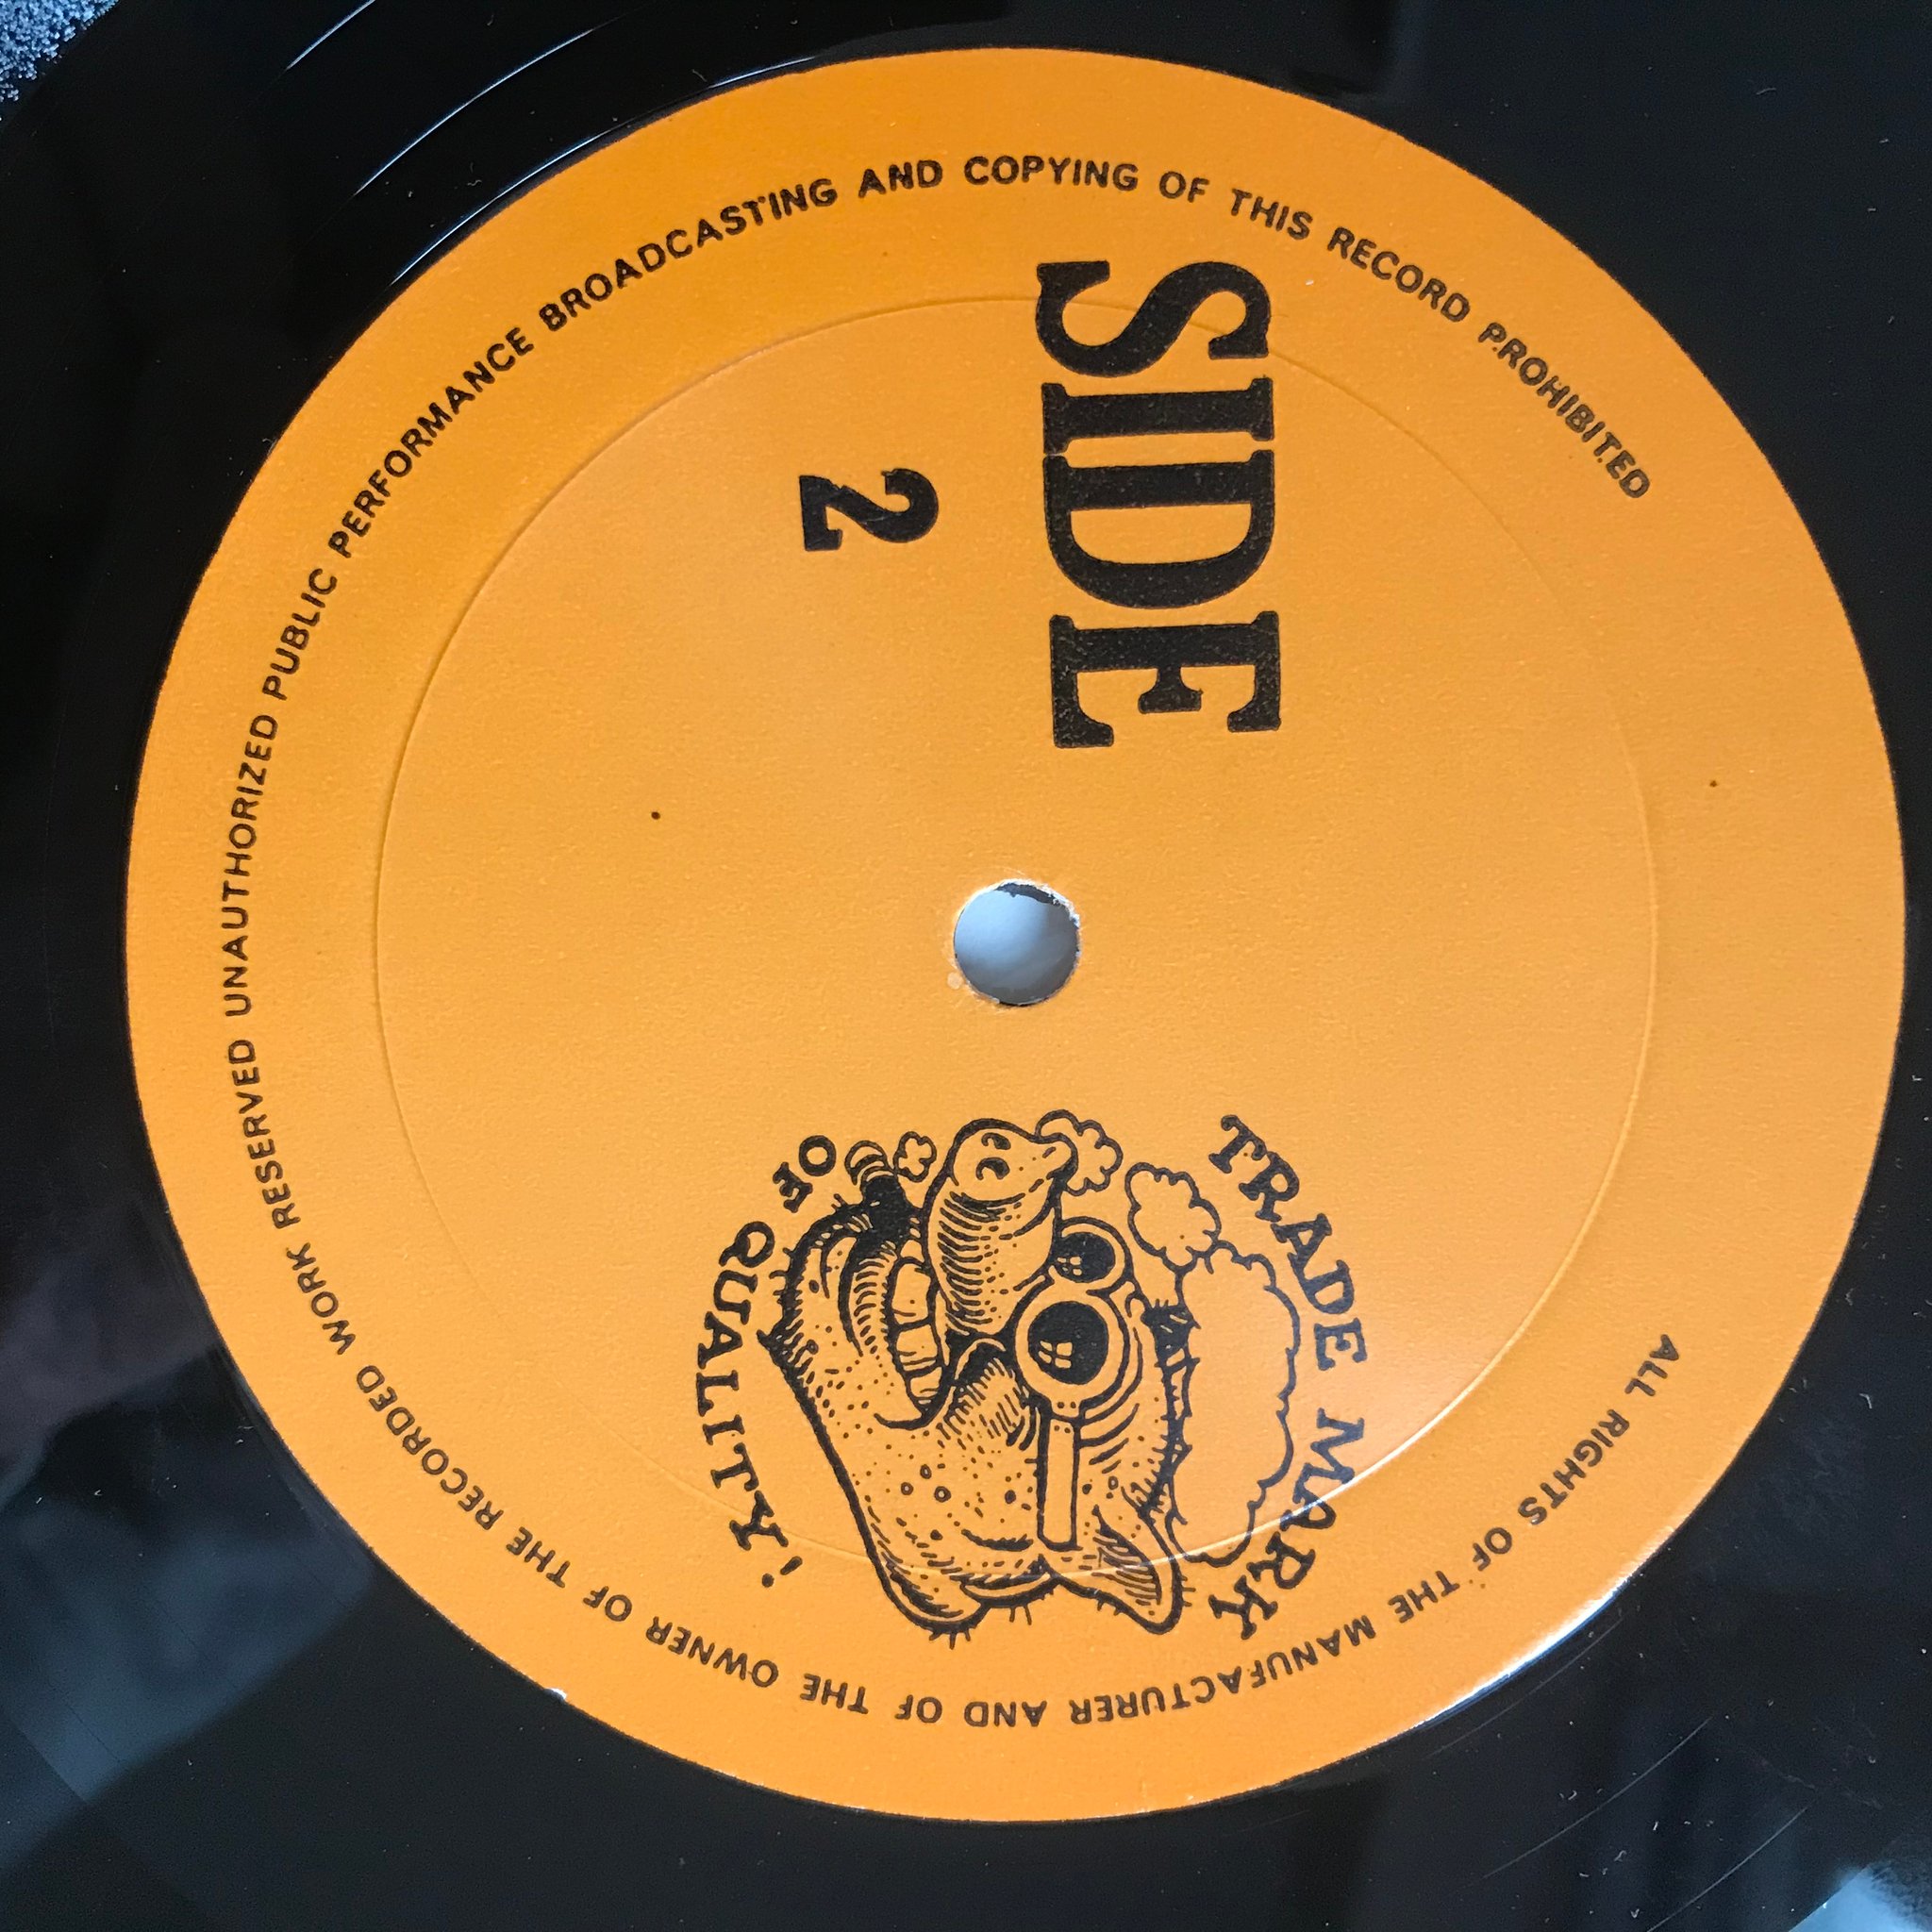 ALL RIGHTS OF THE MANUFACTURER AND OF THE OWNER OF THE RECORDED WORK RESERVED UNAUTHORIZED PUBLIC PERFORMANCE BROADCASTING AND COPYING OF THIS RECORD PROHIBITED
SIDE
2
TRADE MARK
OF QUALITY!